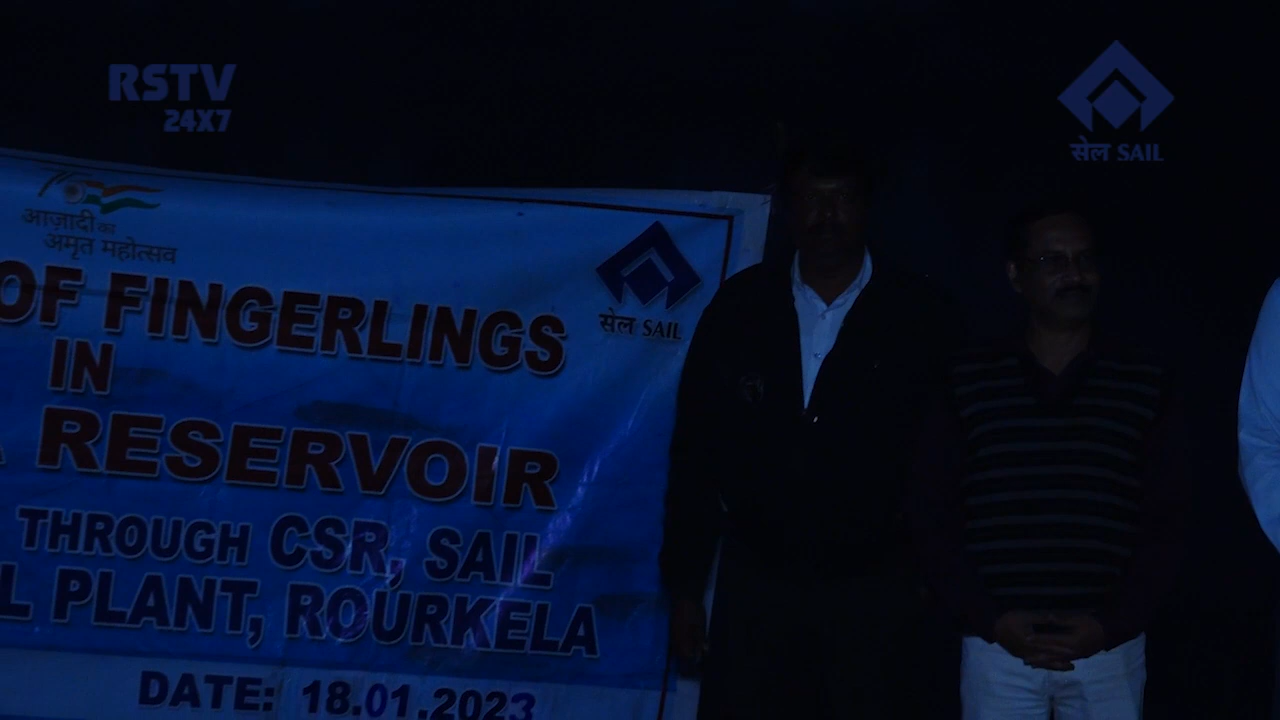 RSTV
24X7
सेल SAIL
आज़ादी का
अमृत महोत्सव
सेल SAIL
OF FINGERLINGS
IN
RESERVOIR
THROUGH CSR, SAIL
PLANT, ROURKELA
DATE: 18.01.2023